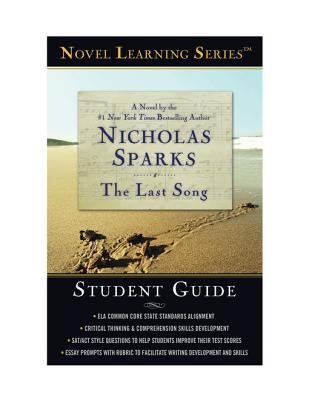 NOVEL LEARNING SERIES™
A Novel by the
#1 New York Times Bestselling Author
NICHOLAS
SPARKS
The Last Song
STUDENT GUIDE
• ELA COMMON CORE STATE STANDARDS ALIGNMENT
• CRITICAL THINKING & COMPREHENSION SKILLS DEVELOPMENT
• SAT/ACT STYLE QUESTIONS TO HELP STUDENTS IMPROVE THEIR TEST SCORES
• ESSAY PROMPTS WITH RUBRIC TO FACILITATE WRITING DEVELOPMENT AND SKILLS